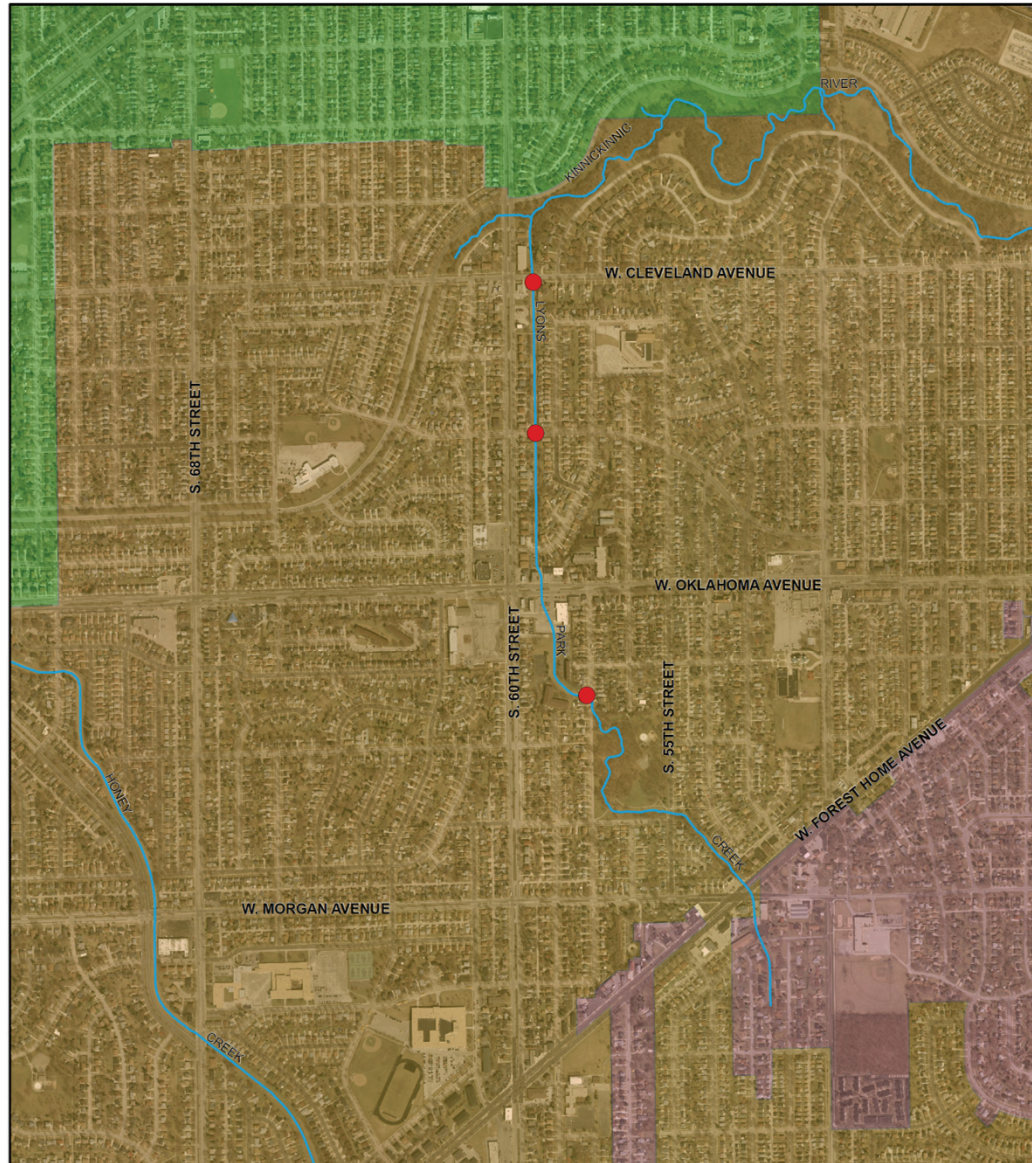 RIVER
KINNICKINNIC
W. CLEVELAND AVENUE
LYONS
S. 68TH STREET
W. OKLAHOMA AVENUE
S. 60TH STREET
PARK
S. 55TH STREET
W. FOREST HOME AVENUE
HONEY
CREEK
W. MORGAN AVENUE
CREEK